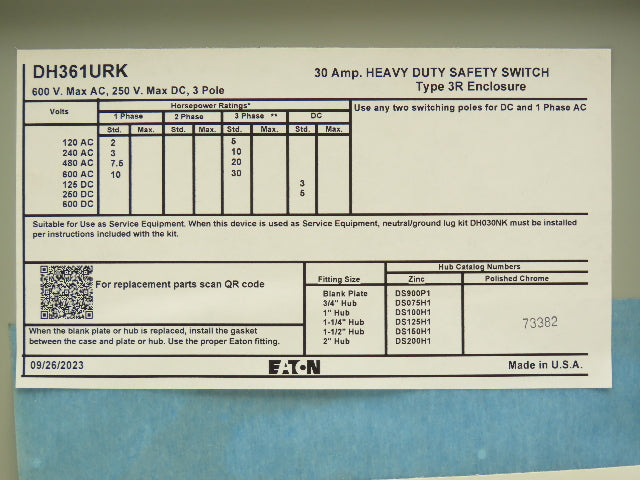 DH361URK
30 Amp. HEAVY DUTY SAFETY SWITCH
600 V. Max AC, 250 V. Max DC, 3 Pole
Type 3R Enclosure
Volts
Horsepower Ratings*
Use any two switching poles for DC and 1 Phase AC
1 Phase 2 Phase 3 Phase ** DC
Std. Max. Std. Max. Std. Max. Std. Max.
120 AC 2 5
240 AC 3 10
480 AC 7.5 20
600 AC 10 30
125 DC 3
250 DC 5
600 DC
Suitable for Use as Service Equipment. When this device is used as Service Equipment, neutral/ground lug kit DH030NK must be installed
per instructions included with the kit.
For replacement parts scan QR code
When the blank plate or hub is replaced, install the gasket
between the case and plate or hub. Use the proper Eaton fitting.
Hub Catalog Numbers
Fitting Size Zinc Polished Chrome
Blank Plate DS900P1
3/4" Hub DS075H1
1" Hub DS100H1
1-1/4" Hub DS125H1
1-1/2" Hub DS150H1
2" Hub DS200H1
73382
09/26/2023
EATON
Made in U.S.A.